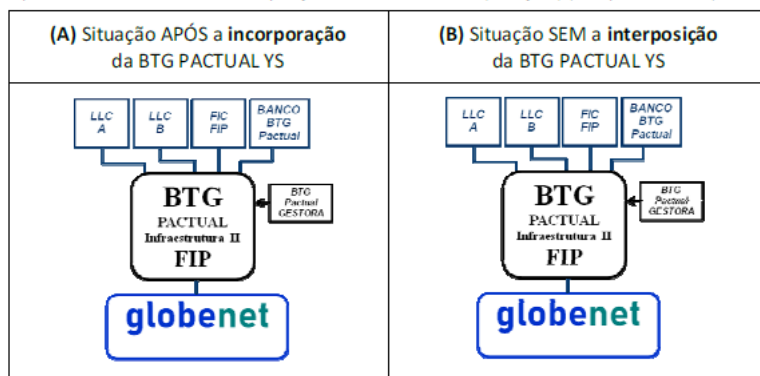 (A) Situação APÓS a incorporação
da BTG PACTUAL YS
(B) Situação SEM a interposição
da BTG PACTUAL YS
LLC
A
LLC
B
FIC
FIP
BANCO
BTG
Pactual
BTG
PACTUAL
Infraestrutura II
FIP
BTG
Pactual
GESTORA
globenet
LLC
A
LLC
B
FIC
FIP
BANCO
BTG
Pactual
BTG
PACTUAL
Infraestrutura II
FIP
BTG
Pactual
GESTORA
globenet